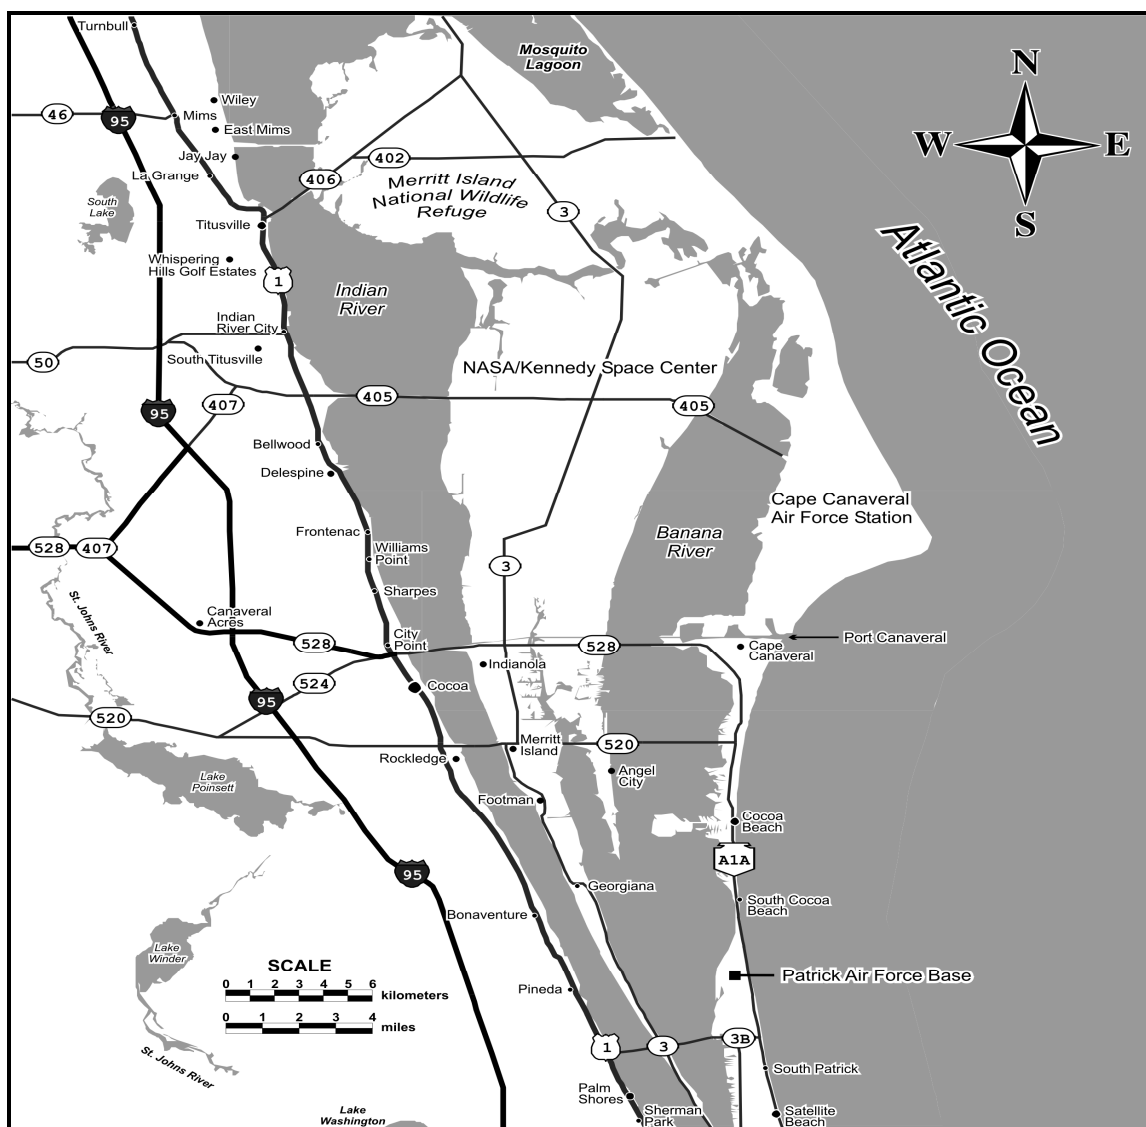 Turnbull
Mosquito
Lagoon
N
W
E
S
Wiley
46
95
Mims
East Mims
Jay Jay
402
La Grange
406
Merritt Island
National Wildlife
Refuge
South
Lake
3
Titusville
Atlantic Ocean
Whispering
Hills Golf Estates
1
Indian
River
Indian
River City
50
South Titusville
NASA/Kennedy Space Center
405
407
405
95
Bellwood
Delespine
Cape Canaveral
Air Force Station
Frontenac
Banana
River
528
407
Williams
Point
3
St. Johns River
Sharpes
Canaveral
Acres
528
City
Point
528
Port Canaveral
Cape
Canaveral
Indianola
524
Cocoa
95
520
Merritt
Island
520
Rockledge
Angel
City
Lake
Poinsett
Footman
Cocoa
Beach
A1A
95
Georgiana
South Cocoa
Beach
Bonaventure
Lake
Winder
SCALE
0 1 2 3 4 5 6
kilometers
0 1 2 3 4
miles
Patrick Air Force Base
Pineda
St. Johns River
1
3
3B
South Patrick
Palm
Shores
Sherman
Park
Satellite
Beach
Lake
Washington